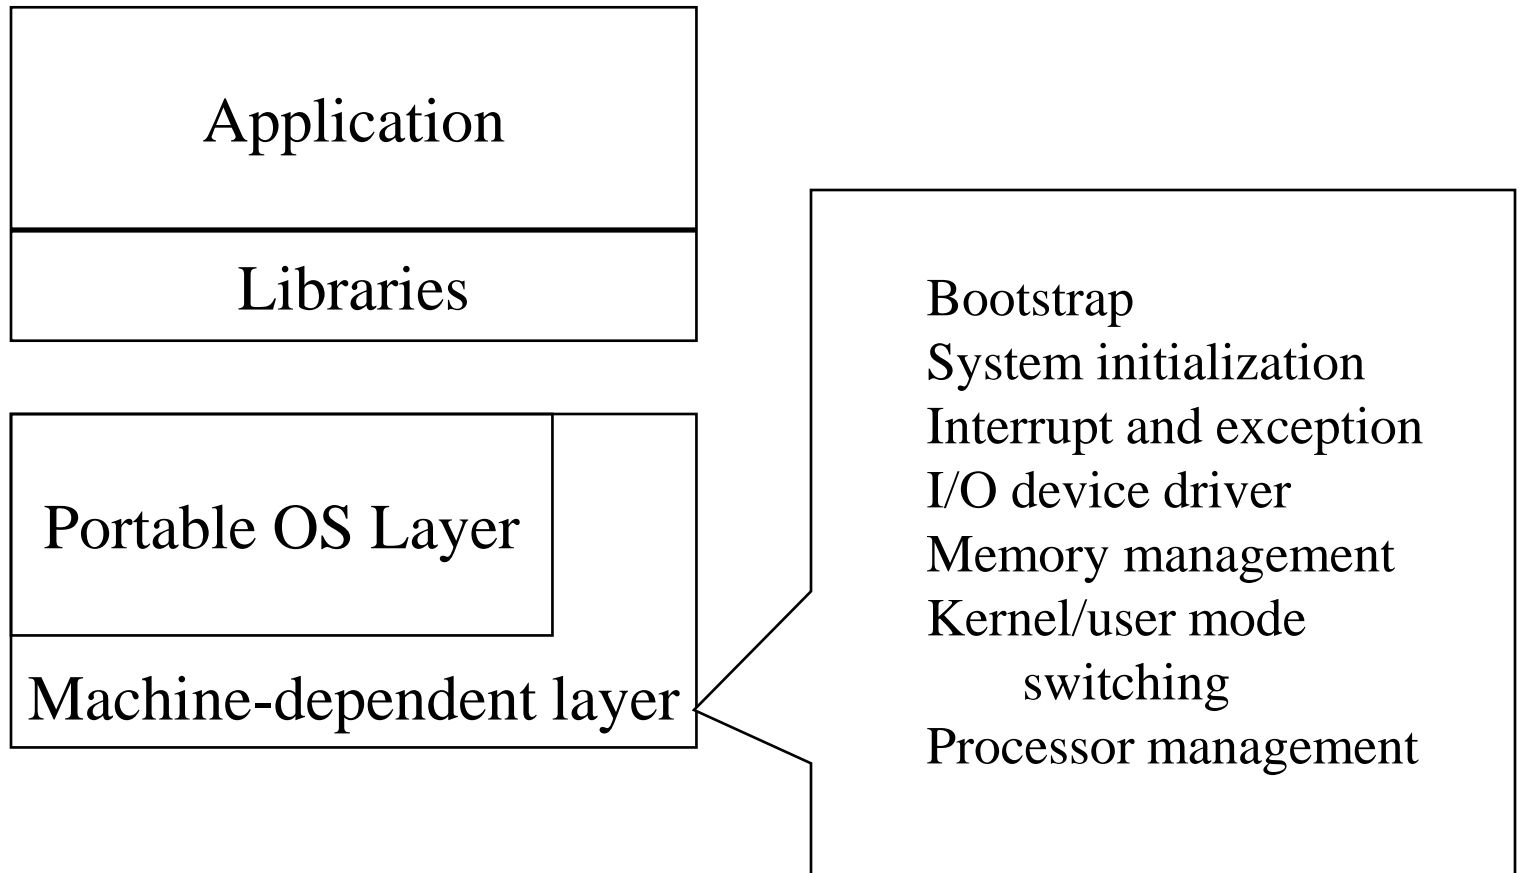 Application
Libraries
Portable OS Layer
Machine-dependent layer
Bootstrap
System initialization
Interrupt and exception
I/O device driver
Memory management
Kernel/user mode
switching
Processor management